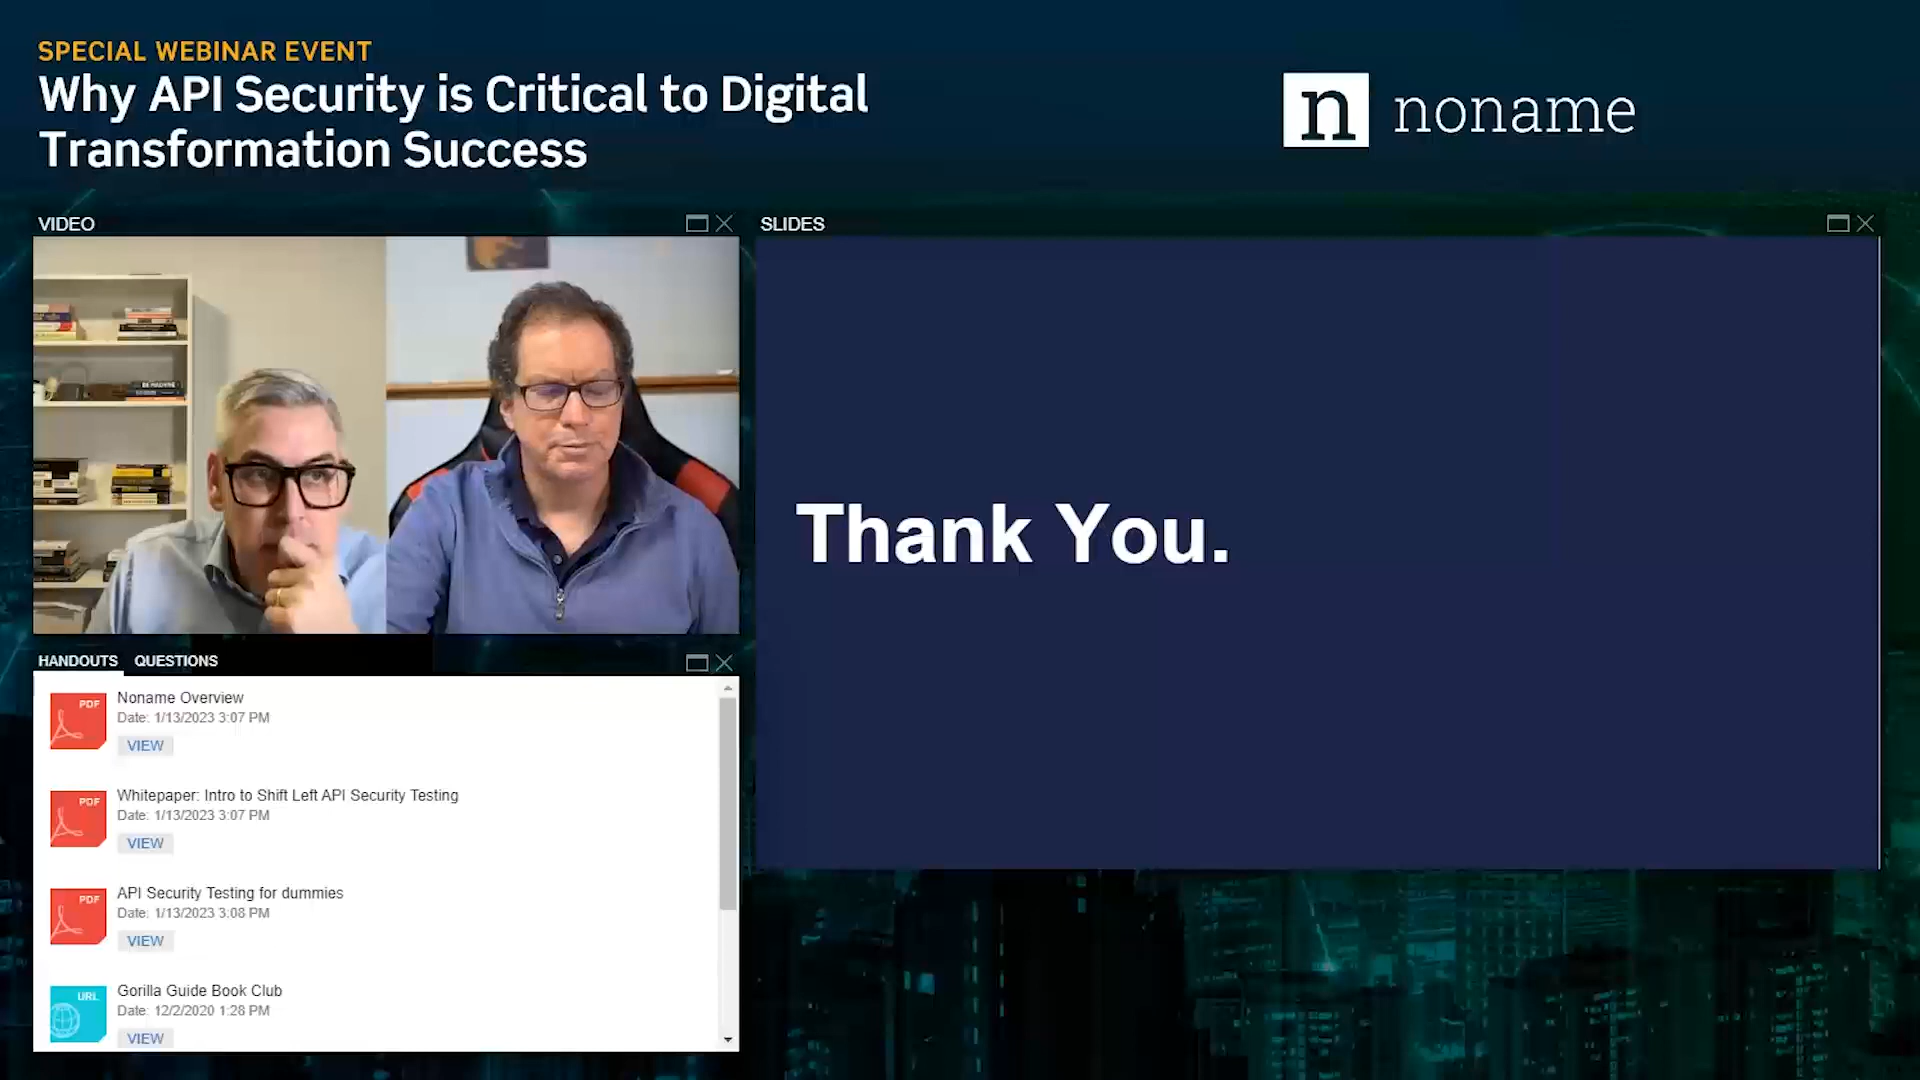 SPECIAL WEBINAR EVENT
Why API Security is Critical to Digital
Transformation Success
n noname
VIDEO
SLIDES
Thank You.
HANDOUTS QUESTIONS
PDF
Noname Overview
Date: 1/13/2023 3:07 PM
VIEW
PDF
Whitepaper: Intro to Shift Left API Security Testing
Date: 1/13/2023 3:07 PM
VIEW
PDF
API Security Testing for dummies
Date: 1/13/2023 3:08 PM
VIEW
URL
Gorilla Guide Book Club
Date: 12/2/2020 1:28 PM
VIEW